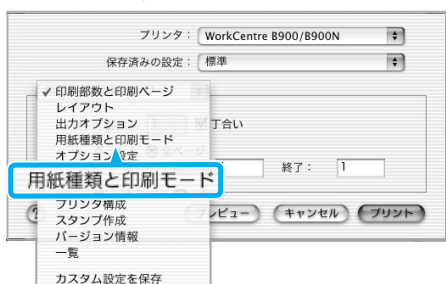 プリンタ： WorkCentre B900/B900N
保存済みの設定： 標準
✓ 印刷部数と印刷ページ
レイアウト
出力オプション 1 丁合い
用紙種類と印刷モード
オプション設定
終了： 1
用紙種類と印刷モード
プリンタ構成
? プレビュー キャンセル プリント
スタンプ作成
バージョン情報
一覧
カスタム設定を保存